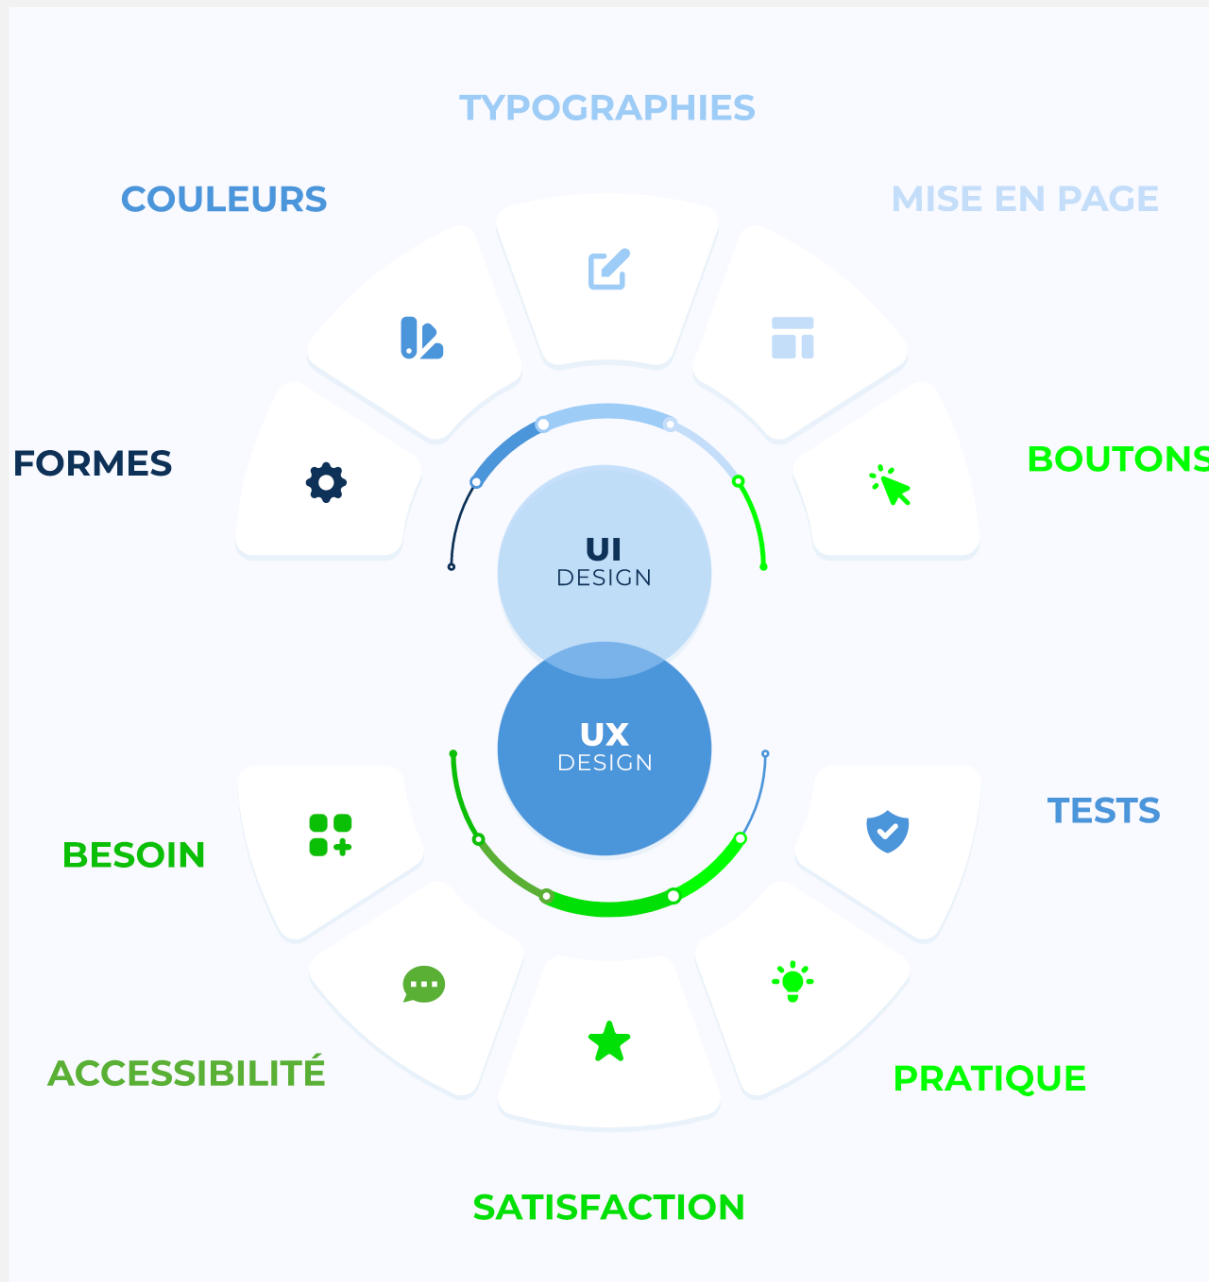 TYPOGRAPHIES
COULEURS
MISE EN PAGE
FORMES
BOUTONS
UI
DESIGN
UX
DESIGN
TESTS
BESOIN
ACCESSIBILITÉ
PRATIQUE
SATISFACTION